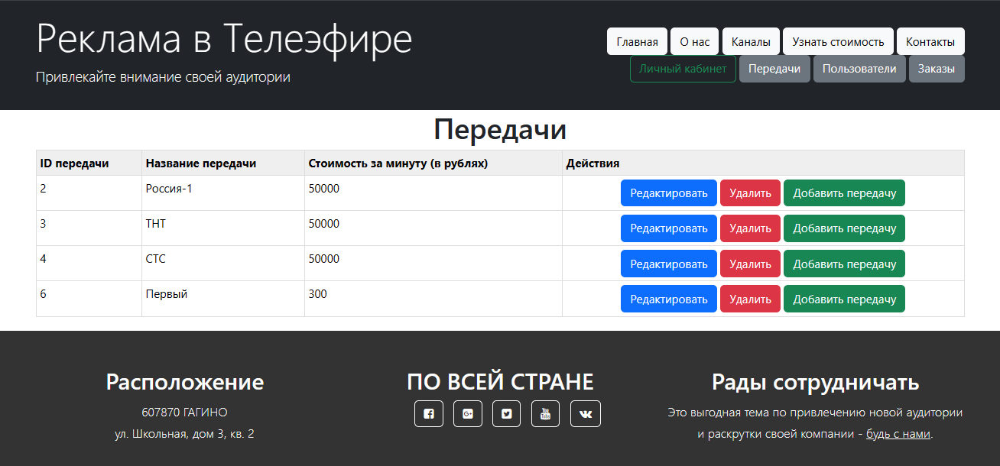 Реклама в Телеэфире
Привлекайте внимание своей аудитории
Главная О нас Каналы Узнать стоимость Контакты
Личный кабинет Передачи Пользователи Заказы
Передачи
ID передачи Название передачи Стоимость за минуту (в рублях) Действия
2 Россия-1 50000 Редактировать Удалить Добавить передачу
3 ТНТ 50000 Редактировать Удалить Добавить передачу
4 СТС 50000 Редактировать Удалить Добавить передачу
6 Первый 300 Редактировать Удалить Добавить передачу
Расположение
607870 ГАГИНО
ул. Школьная, дом 3, кв. 2
ПО ВСЕЙ СТРАНЕ
Рады сотрудничать
Это выгодная тема по привлечению новой аудитории
и раскрутки своей компании - будь с нами.